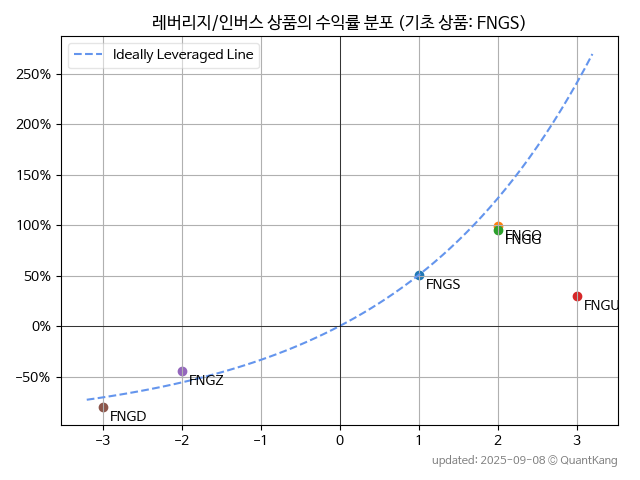 레버리지/인버스 상품의 수익률 분포 (기초 상품: FNGS)
Ideally Leveraged Line
250%
200%
150%
100%
50%
0%
−50%
FNGO
FNGG
FNGS
FNGU
FNGZ
FNGD
−3 −2 −1 0 1 2 3
updated: 2025-09-08 © QuantKang